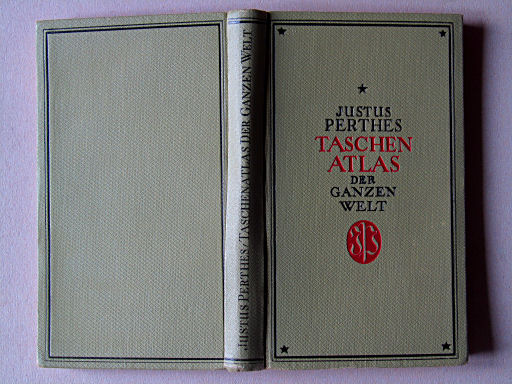 JUSTUS PERTHES / TASCHENATLAS DER GANZEN WELT
JUSTUS
PERTHES
TASCHEN
ATLAS
DER
GANZEN
WELT